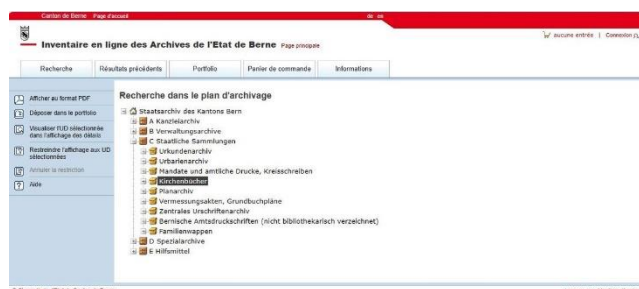 Canton de Berne Page d'accueil de
Inventaire en ligne des Archives de l'Etat de Berne Page principale
aucune entrée | Connexion
Recherche Résultats précédents Portfolio Panier de commande Informations
Afficher au format PDF
Déposer dans le portfolio
Visualiser l'UD sélectionnée
dans l'affichage des détails
Restreindre l'affichage aux UD
sélectionnées
Annuler la restriction
? Aide
Recherche dans le plan d'archivage
Staatsarchiv des Kantons Bern
A Kanzleiarchiv
B Verwaltungsarchive
C Staatliche Sammlungen
Urkundenarchiv
Urbarienarchiv
Mandate und amtliche Drucke, Kreisschreiben
Kirchenbücher
Planarchiv
Vermessungsakten, Grundbuchpläne
Zentrales Urschriftenarchiv
Bernische Amtsdruckschriften (nicht bibliothekarisch verzeichnet)
Familienwappen
D Spezialarchive
E Hilfsmittel